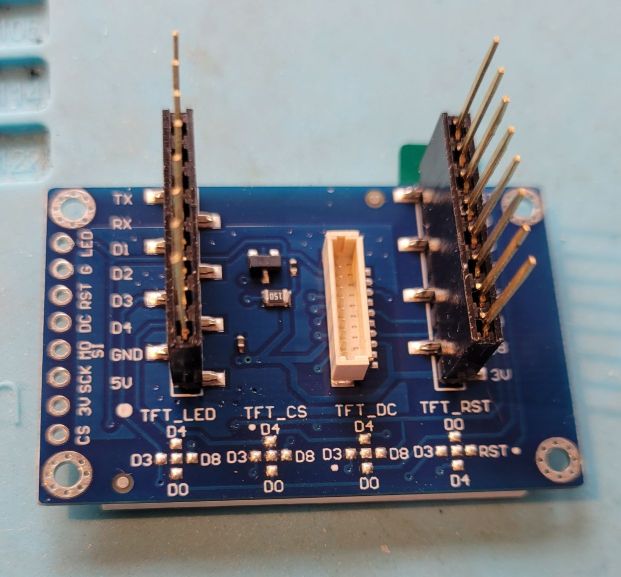 TX
RX
D1
D2
D3
D4
GND
5V
3V
LED
G
RST
DC
MO
SI
SCK
3V
CS
151
TFT_LED
TFT_CS
TFT_DC
TFT_RST
D4
D4
D4
D0
D3
D8
D3
D8
D3
D8
D3
RST
D0
D0
D0
D4